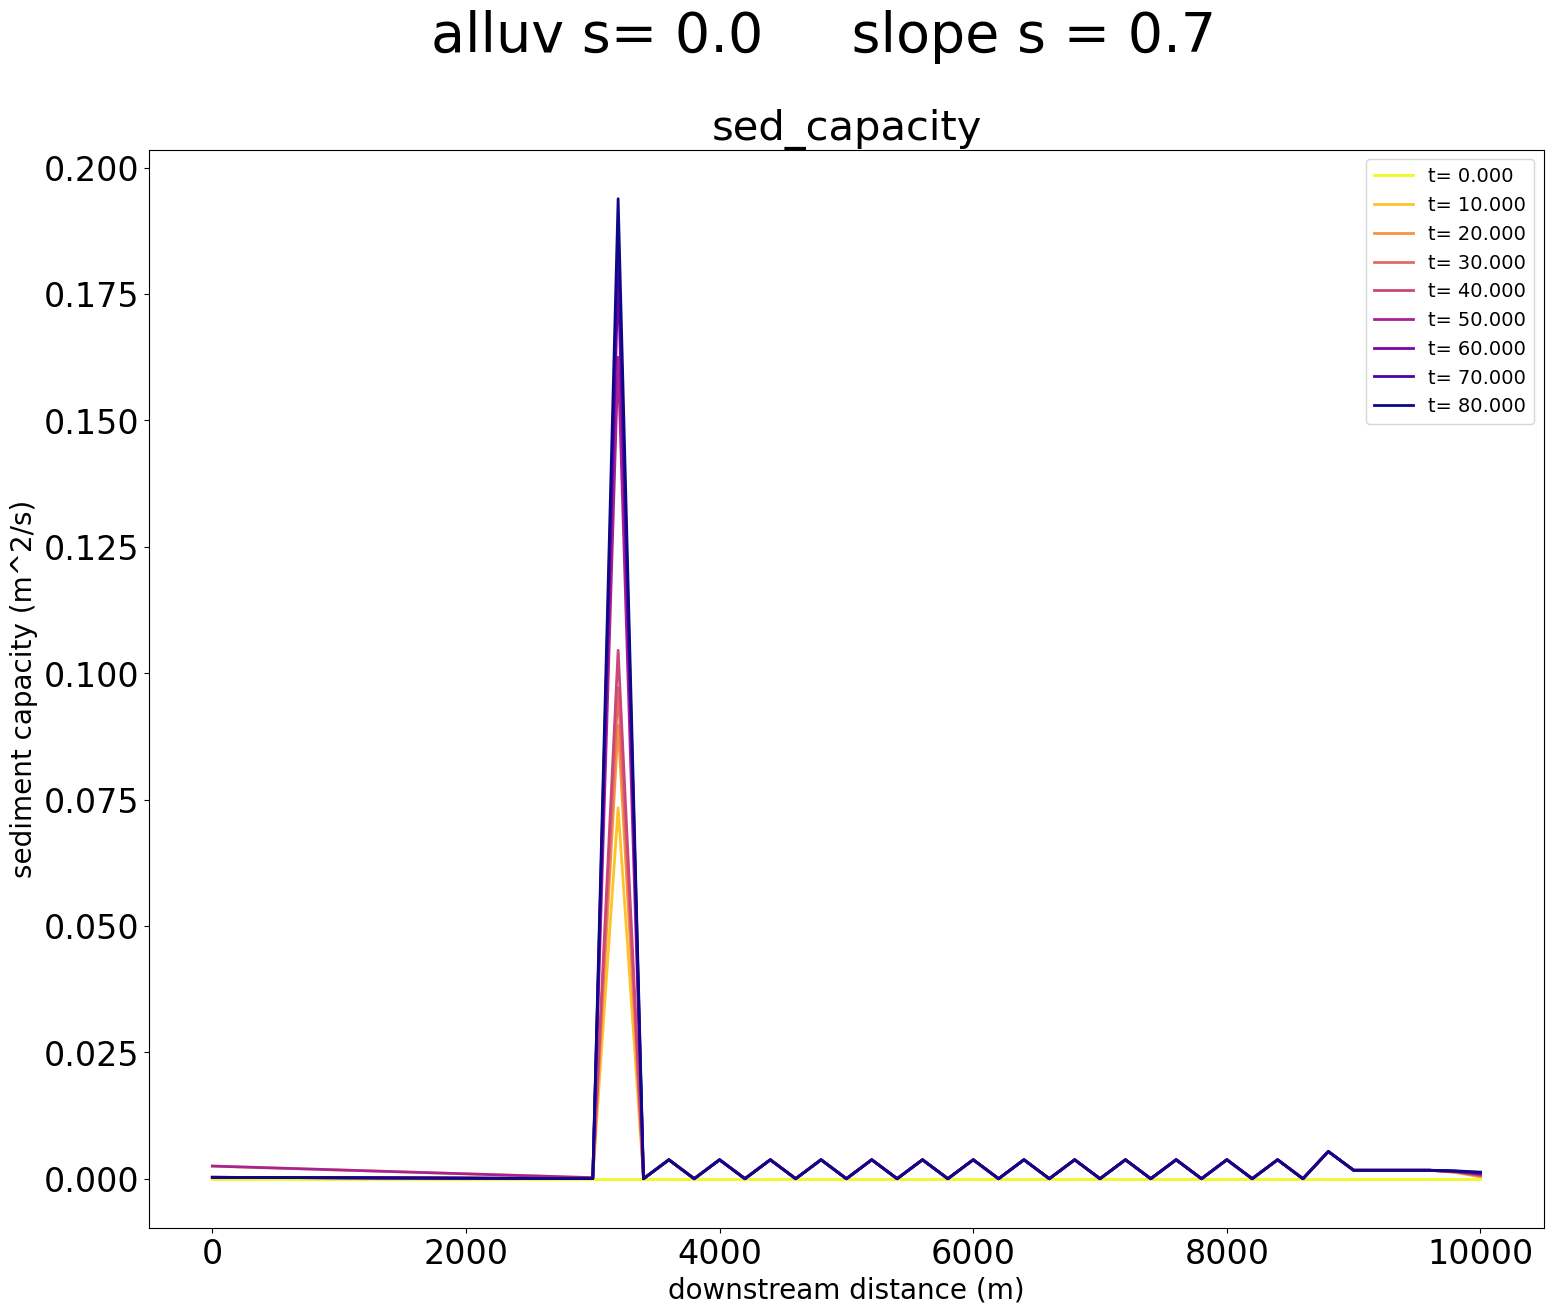 alluv s= 0.0     slope s = 0.7
sed_capacity
0.200
0.175
0.150
0.125
0.100
0.075
0.050
0.025
0.000
sediment capacity (m^2/s)
t= 0.000
t= 10.000
t= 20.000
t= 30.000
t= 40.000
t= 50.000
t= 60.000
t= 70.000
t= 80.000
0 2000 4000 6000 8000 10000
downstream distance (m)